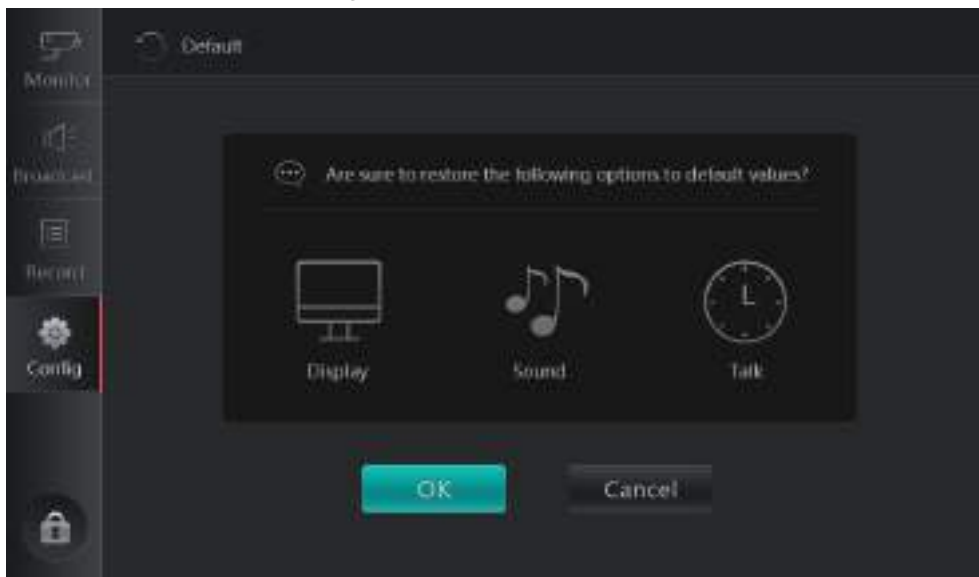 Monitor
Default
Broadcast
Are sure to restore the following options to default values?
Record
Config
Display
Sound
Talk
OK
Cancel